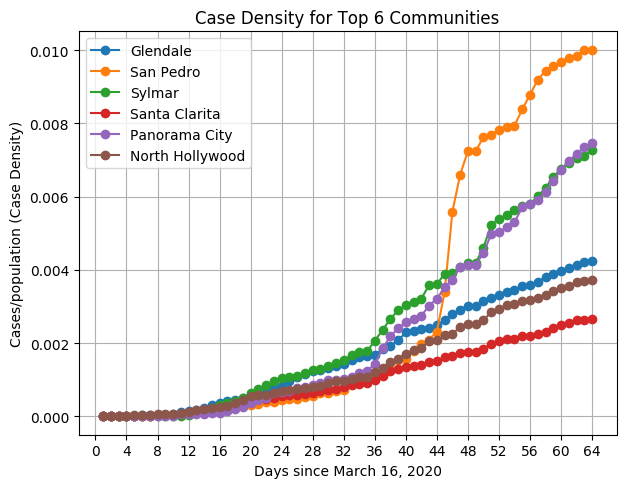 Case Density for Top 6 Communities
Glendale
San Pedro
Sylmar
Santa Clarita
Panorama City
North Hollywood
Cases/population (Case Density)
0.010
0.008
0.006
0.004
0.002
0.000
0 4 8 12 16 20 24 28 32 36 40 44 48 52 56 60 64
Days since March 16, 2020